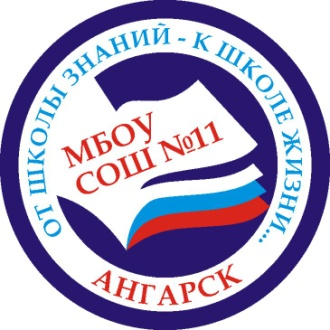 ОТ ШКОЛЫ ЗНАНИЙ - К ШКОЛЕ ЖИЗНИ...
МБОУ
СОШ №11
АНГАРСК